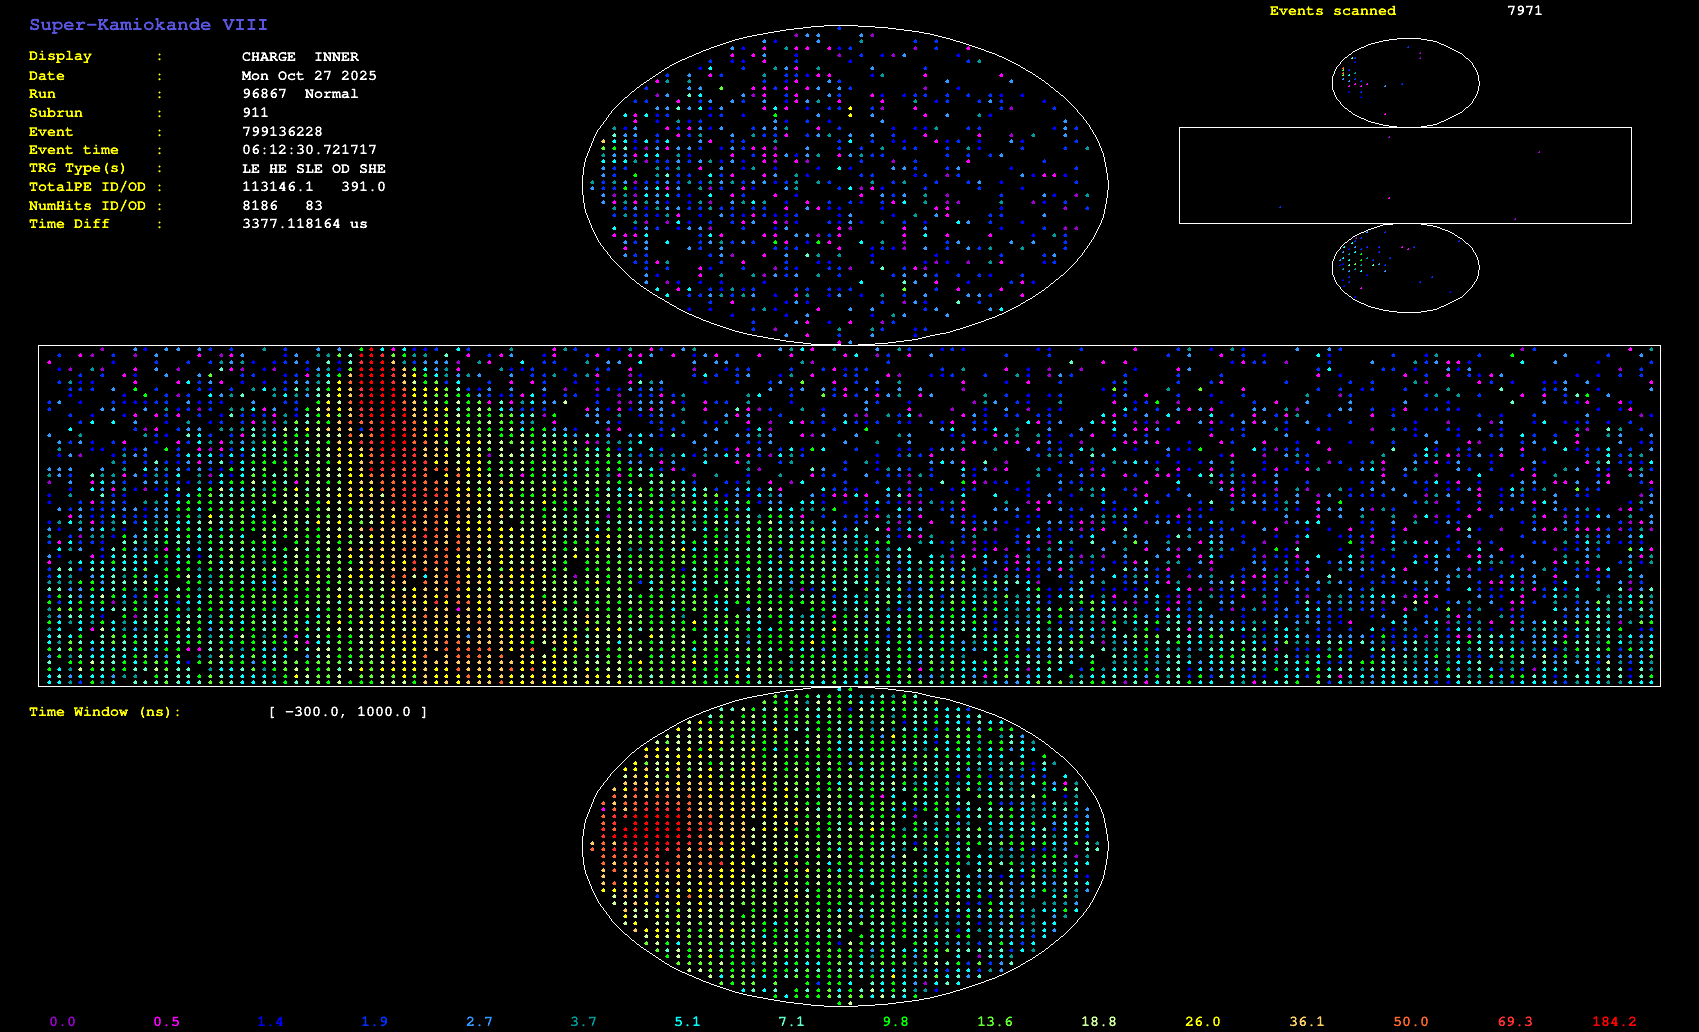 Super-Kamiokande VIII
Events scanned 7971
Display : CHARGE INNER
Date : Mon Oct 27 2025
Run : 96867 Normal
Subrun : 911
Event : 799136228
Event time : 06:12:30.721717
TRG Type(s) : LE HE SLE OD SHE
TotalPE ID/OD : 113146.1 391.0
NumHits ID/OD : 8186 83
Time Diff : 3377.118164 us
Time Window (ns): [ -300.0, 1000.0 ]
0.0 0.5 1.4 1.9 2.7 3.7 5.1 7.1 9.8 13.6 18.8 26.0 36.1 50.0 69.3 184.2